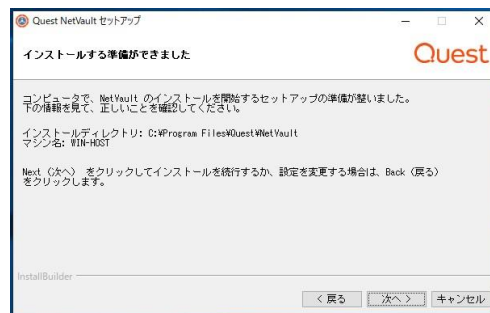 Quest NetVault セットアップ
インストールする準備ができました
Quest
コンピュータで、NetVault のインストールを開始するセットアップの準備が整いました。
下の情報を見て、正しいことを確認してください。
インストールディレクトリ: C:¥Program Files¥Quest¥NetVault
マシン名: WIN-HOST
Next (次へ) をクリックしてインストールを続行するか、設定を変更する場合は、Back (戻る)
をクリックします。
InstallBuilder
< 戻る 次へ > キャンセル